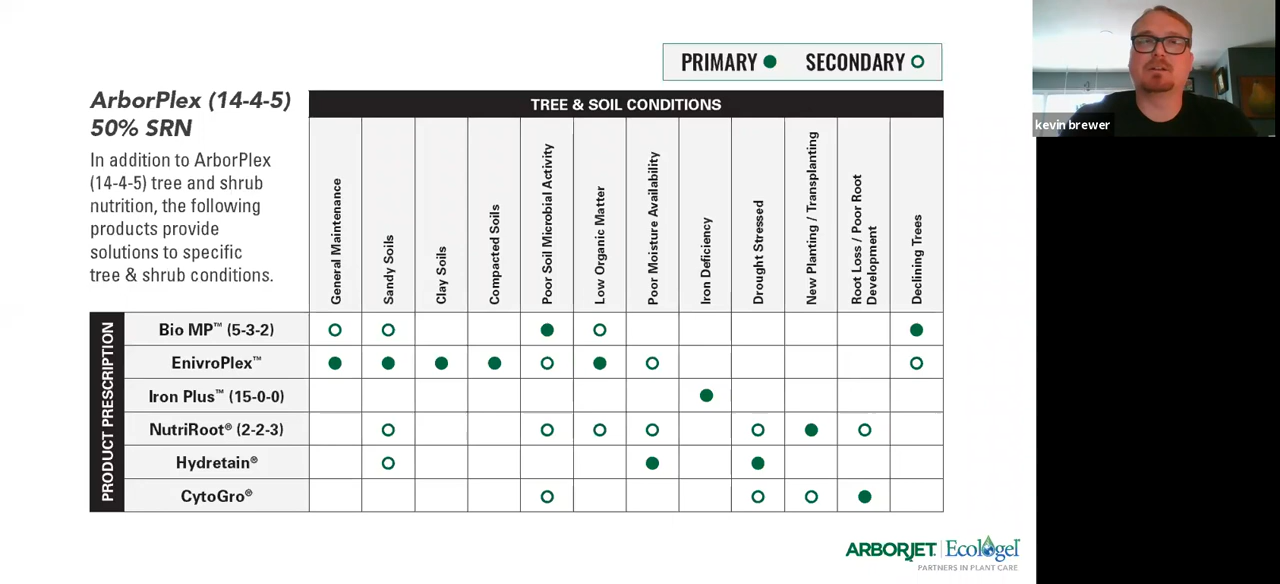 PRIMARY SECONDARY
ArborPlex (14-4-5)
50% SRN
In addition to ArborPlex
(14-4-5) tree and shrub
nutrition, the following
products provide
solutions to specific
tree & shrub conditions.
TREE & SOIL CONDITIONS
General Maintenance
Sandy Soils
Clay Soils
Compacted Soils
Poor Soil Microbial Activity
Low Organic Matter
Poor Moisture Availability
Iron Deficiency
Drought Stressed
New Planting / Transplanting
Root Loss / Poor Root
Development
Declining Trees
PRODUCT PRESCRIPTION
Bio MP™ (5-3-2)
EnivroPlex™
Iron Plus™ (15-0-0)
NutriRoot® (2-2-3)
Hydretain®
CytoGro®
ARBORJET | Ecologel
PARTNERS IN PLANT CARE
kevin brewer